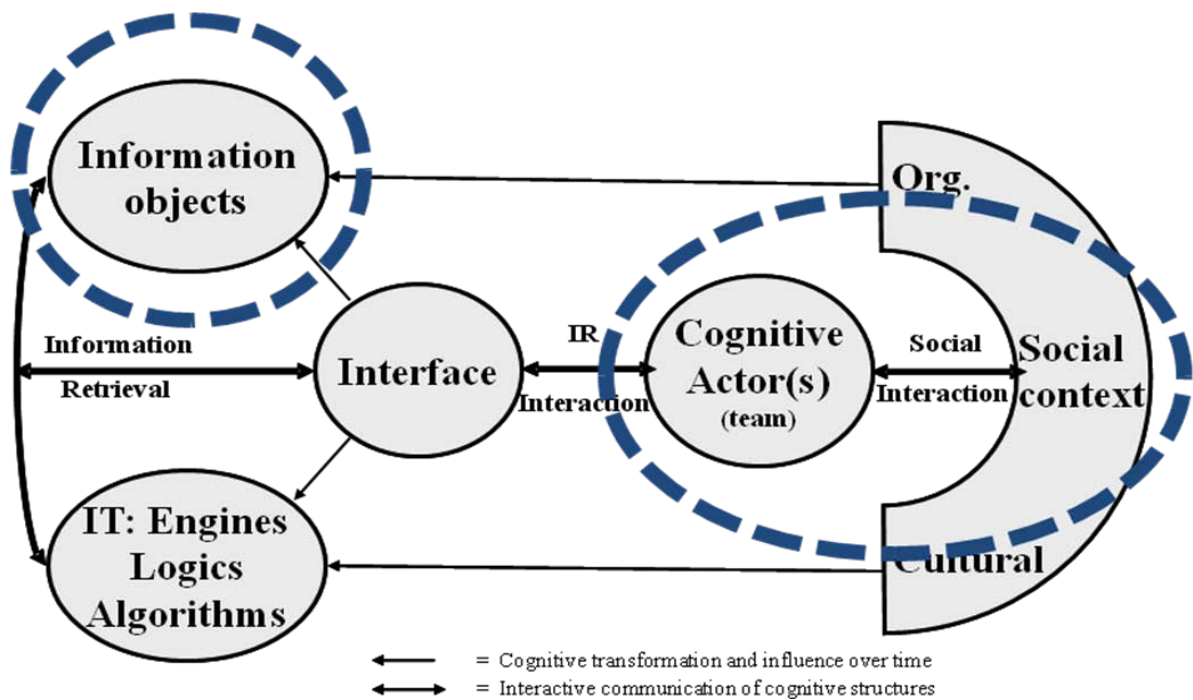 Information
objects
Org.
Information
Retrieval
Interface
IR
Interaction
Cognitive
Actor(s)
(team)
Social
Interaction
Social
context
IT: Engines
Logics
Algorithms
Cultural
= Cognitive transformation and influence over time
= Interactive communication of cognitive structures